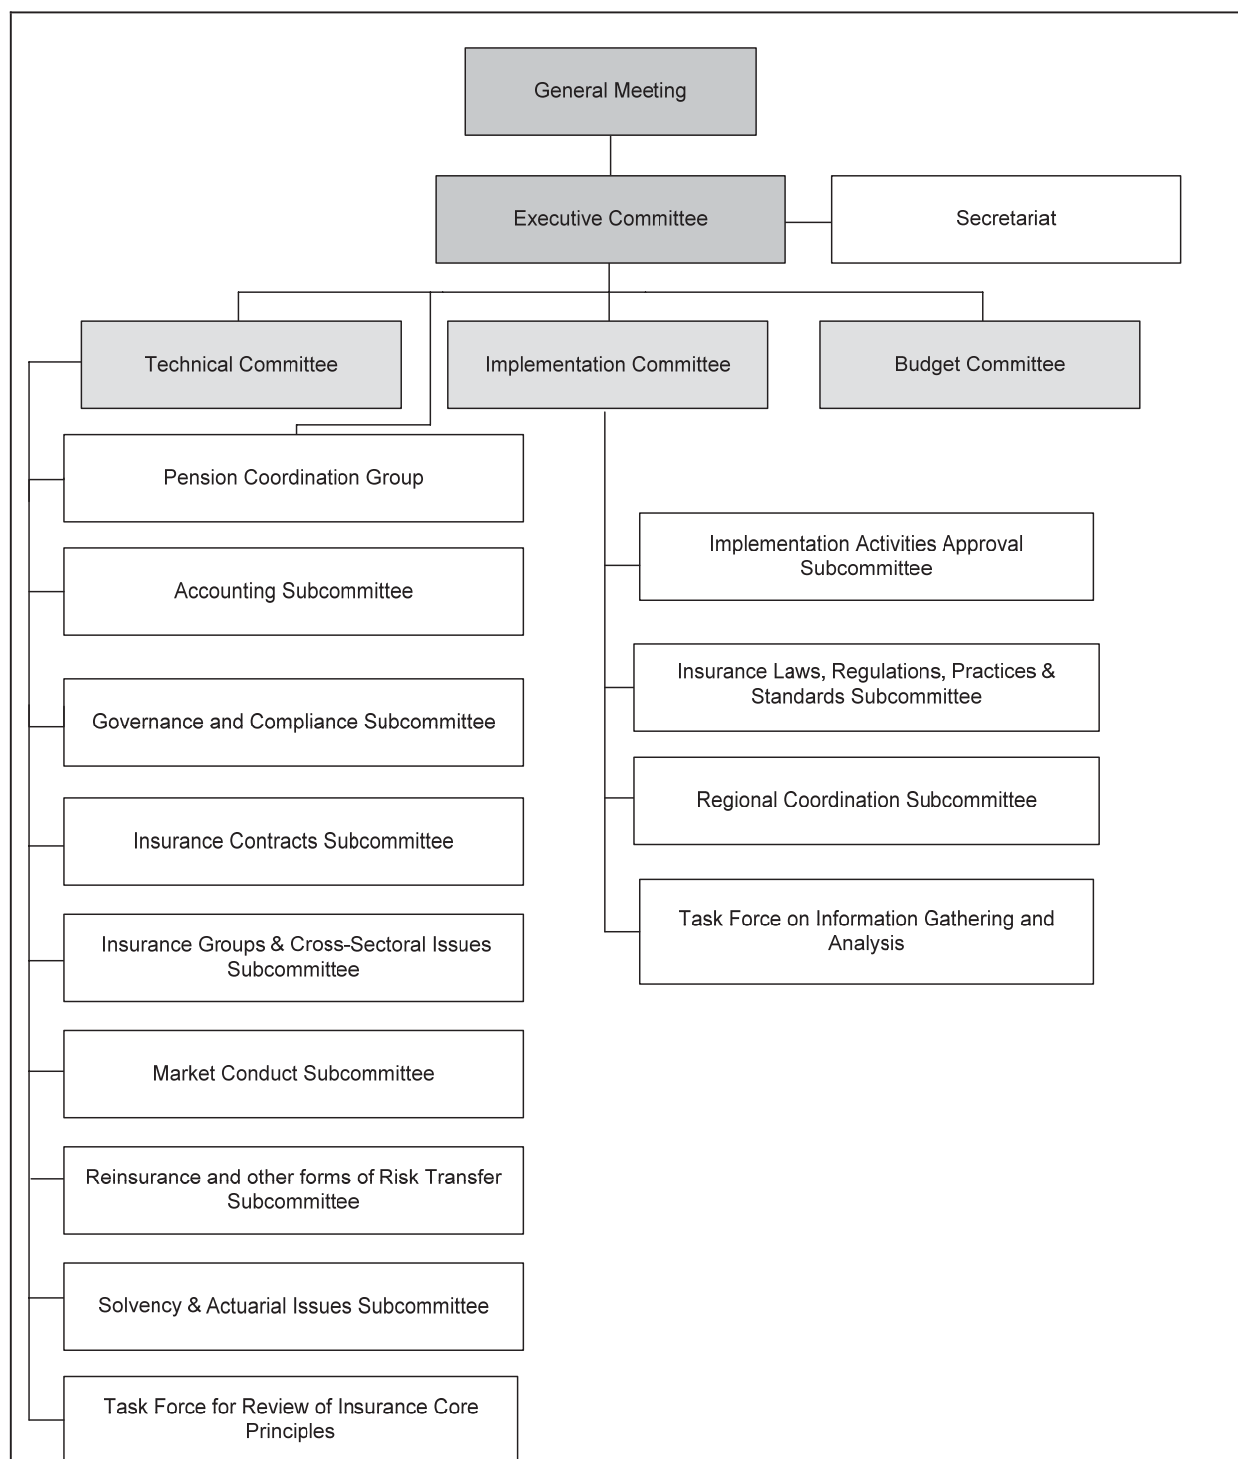 General Meeting
Executive Committee
Secretariat
Technical Committee
Implementation Committee
Budget Committee
Pension Coordination Group
Accounting Subcommittee
Governance and Compliance Subcommittee
Insurance Contracts Subcommittee
Insurance Groups & Cross-Sectoral Issues
Subcommittee
Market Conduct Subcommittee
Reinsurance and other forms of Risk Transfer
Subcommittee
Solvency & Actuarial Issues Subcommittee
Task Force for Review of Insurance Core
Principles
Implementation Activities Approval
Subcommittee
Insurance Laws, Regulations, Practices &
Standards Subcommittee
Regional Coordination Subcommittee
Task Force on Information Gathering and
Analysis